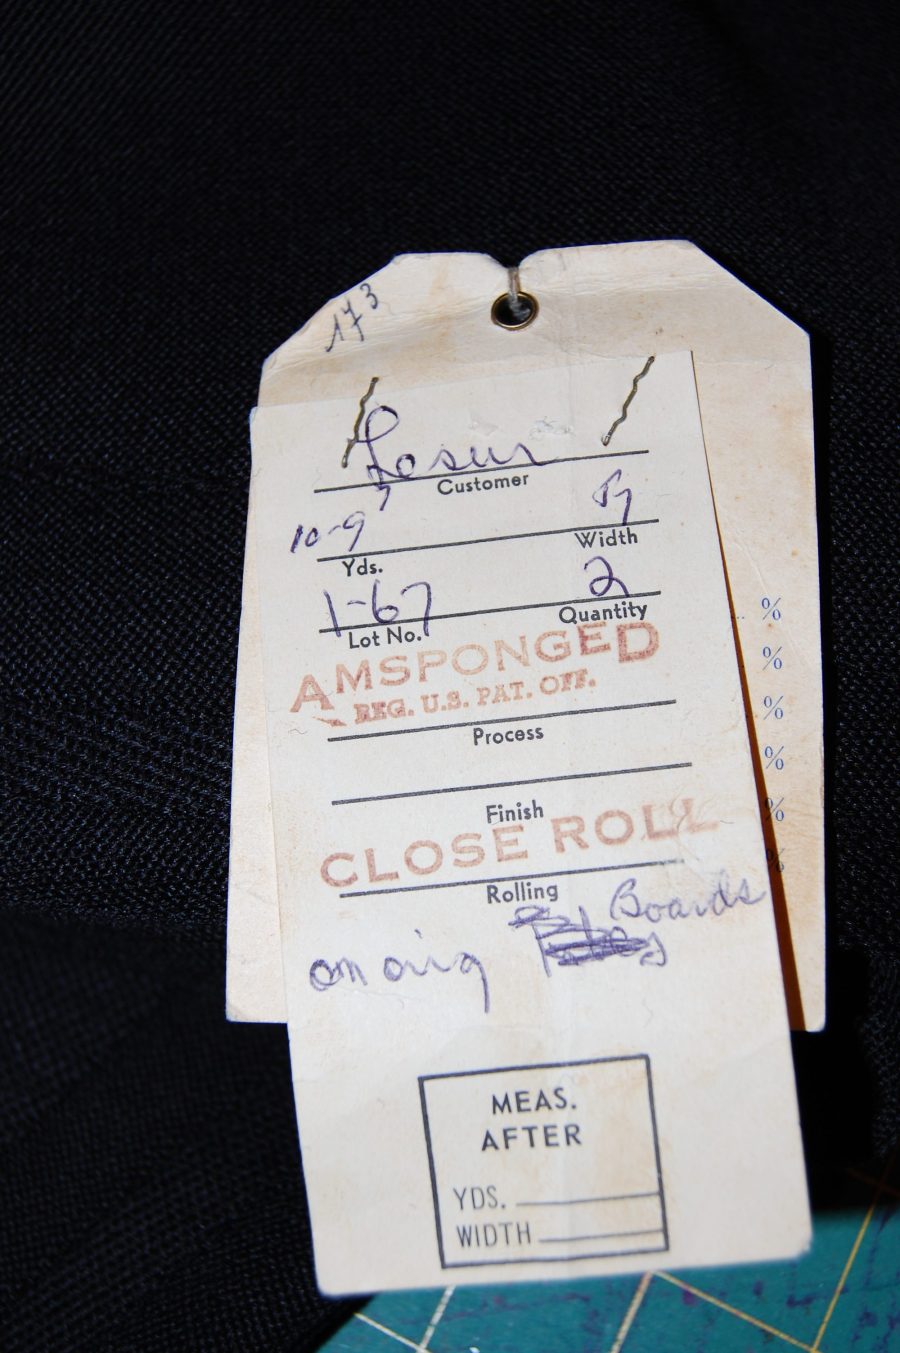 173
Customer
10-9
Yds.
Width
1-67
2
Lot No.
Quantity
AMSPONGED
REG. U.S. PAT. OFF.
Process
Finish
CLOSE ROLL
Rolling
Boards
on orig
MEAS.
AFTER
YDS.
WIDTH
%
%
%
%
%
%